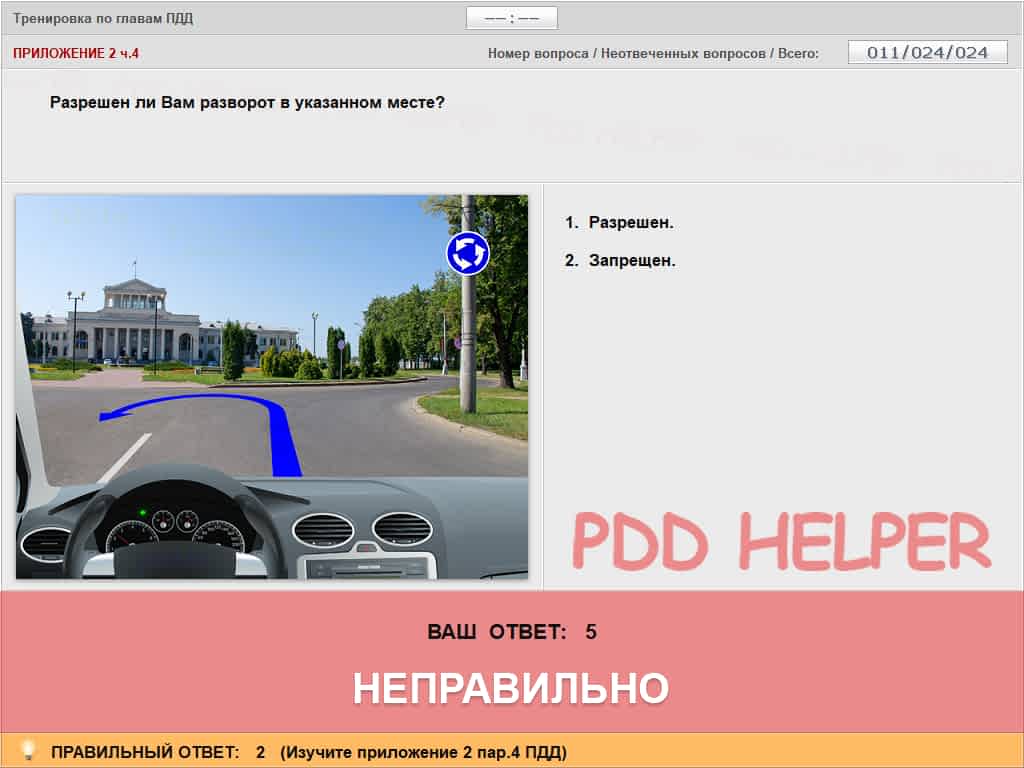 Тренировка по главам ПДД
–– : ––
ПРИЛОЖЕНИЕ 2 ч.4
Номер вопроса / Неотвеченных вопросов / Всего: 011/024/024
Разрешен ли Вам разворот в указанном месте?
1. Разрешен.
2. Запрещен.
PDD HELPER
ВАШ ОТВЕТ: 5
НЕПРАВИЛЬНО
ПРАВИЛЬНЫЙ ОТВЕТ: 2 (Изучите приложение 2 пар.4 ПДД)